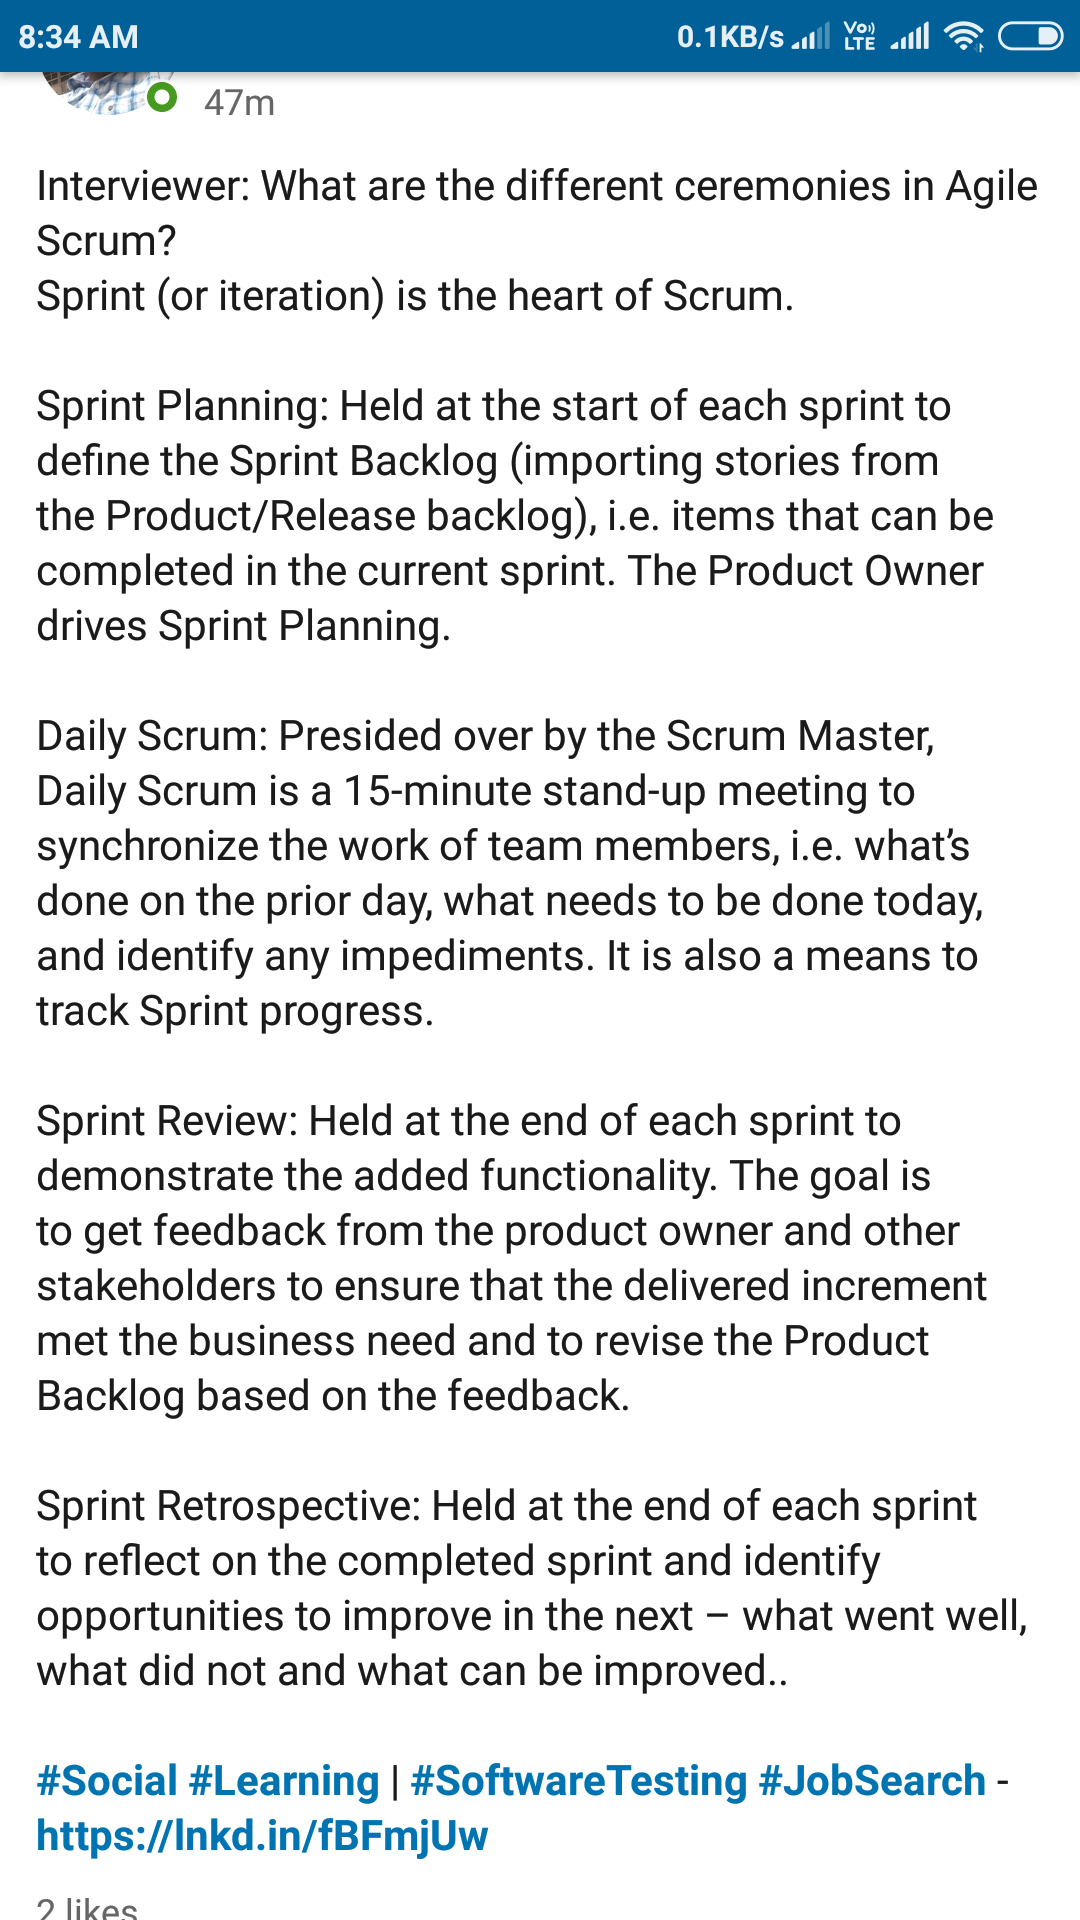 8:34 AM
0.1KB/s
Vo))
LTE
47m
Interviewer: What are the different ceremonies in Agile
Scrum?
Sprint (or iteration) is the heart of Scrum.
Sprint Planning: Held at the start of each sprint to
define the Sprint Backlog (importing stories from
the Product/Release backlog), i.e. items that can be
completed in the current sprint. The Product Owner
drives Sprint Planning.
Daily Scrum: Presided over by the Scrum Master,
Daily Scrum is a 15-minute stand-up meeting to
synchronize the work of team members, i.e. what’s
done on the prior day, what needs to be done today,
and identify any impediments. It is also a means to
track Sprint progress.
Sprint Review: Held at the end of each sprint to
demonstrate the added functionality. The goal is
to get feedback from the product owner and other
stakeholders to ensure that the delivered increment
met the business need and to revise the Product
Backlog based on the feedback.
Sprint Retrospective: Held at the end of each sprint
to reflect on the completed sprint and identify
opportunities to improve in the next – what went well,
what did not and what can be improved..
#Social #Learning | #SoftwareTesting #JobSearch -
https://lnkd.in/fBFmjUw
2 likes